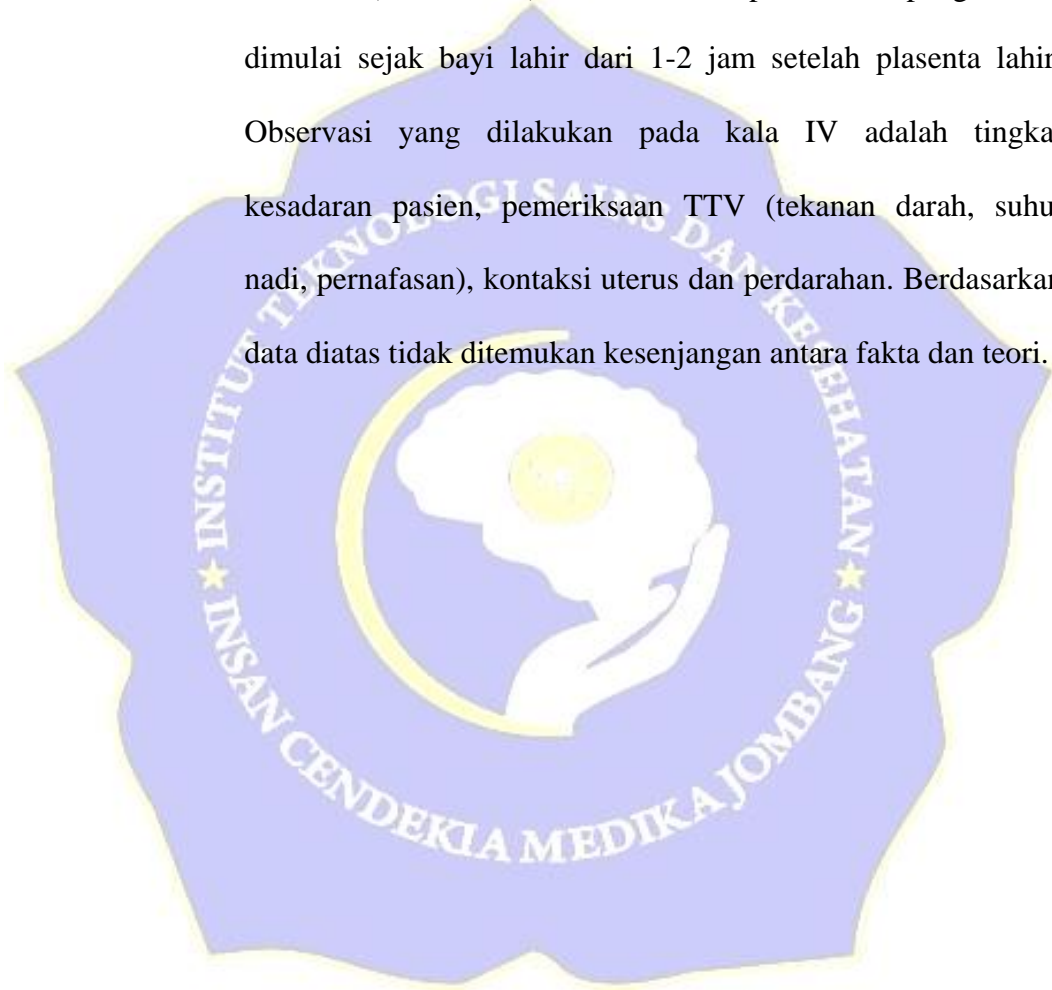 dimulai sejak bayi lahir dari 1-2 jam setelah plasenta lahir
Observasi yang dilakukan pada kala IV adalah tingka
kesadaran pasien, pemeriksaan TTV (tekanan darah, suhu
nadi, pernafasan), kontaksi uterus dan perdarahan. Berdasarkan
data diatas tidak ditemukan kesenjangan antara fakta dan teori.
INSTITUT TEKNOLOGI SAINS DAN KESEHATAN
INSAN CENDEKIA MEDIKA JOMBANG